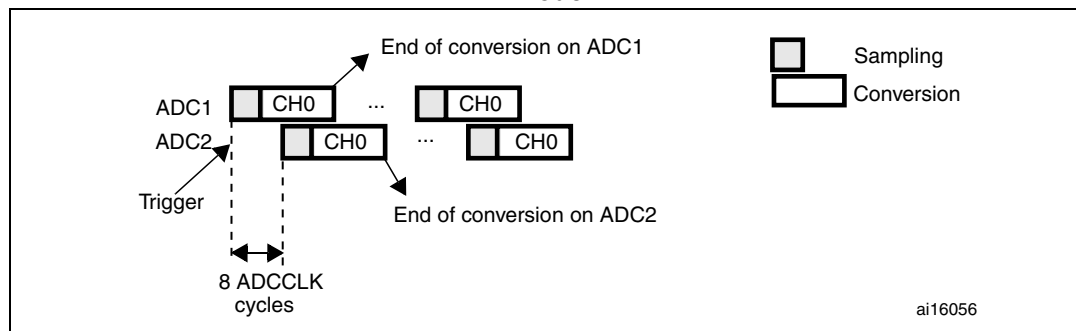 End of conversion on ADC1
Sampling
Conversion
ADC1 CH0 ... CH0
ADC2 CH0 ... CH0
Trigger
End of conversion on ADC2
8 ADCCLK
cycles
ai16056